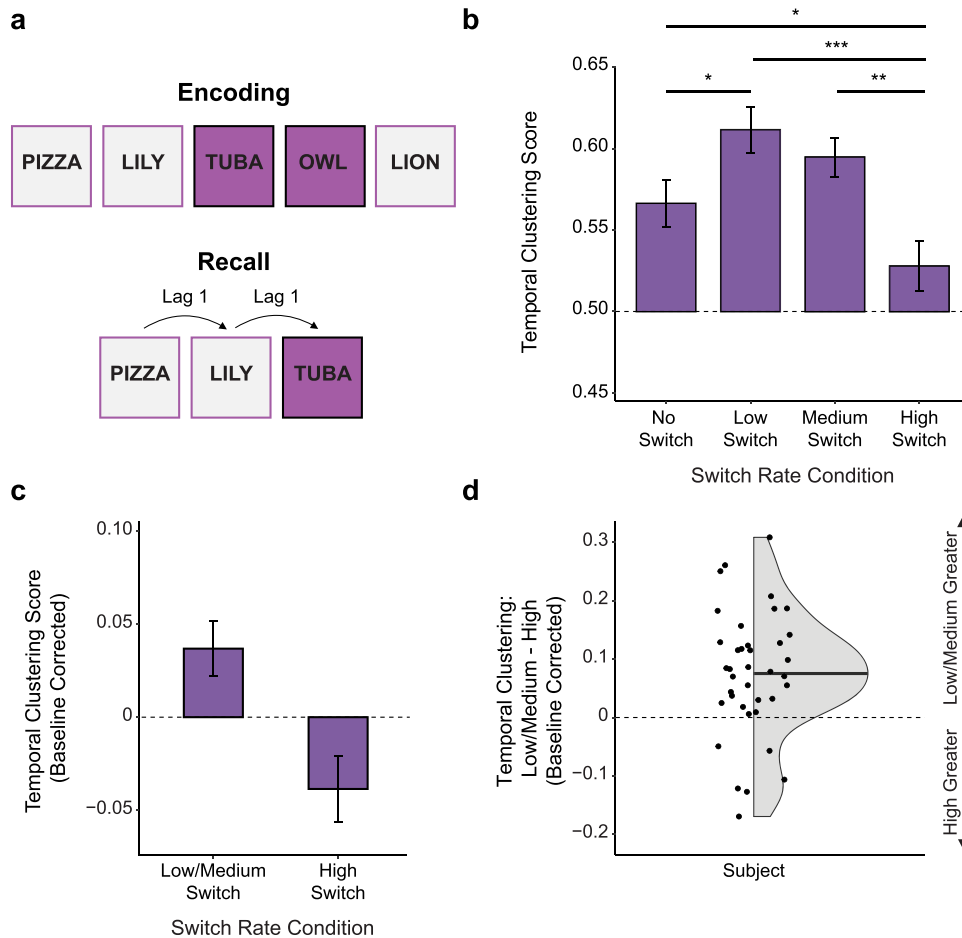 a
Encoding
PIZZA LILY TUBA OWL LION
Recall
Lag 1 Lag 1
PIZZA LILY TUBA
b
Temporal Clustering Score
0.65
0.60
0.55
0.50
0.45
*
***
* **
No Switch
Low Switch
Medium Switch
High Switch
Switch Rate Condition
c
Temporal Clustering Score
(Baseline Corrected)
0.10
0.05
0
−0.05
Low/Medium Switch
High Switch
Switch Rate Condition
d
Temporal Clustering:
Low/Medium - High
(Baseline Corrected)
0.3
0.2
0.1
0
−0.1
−0.2
Subject
Low/Medium Greater
High Greater